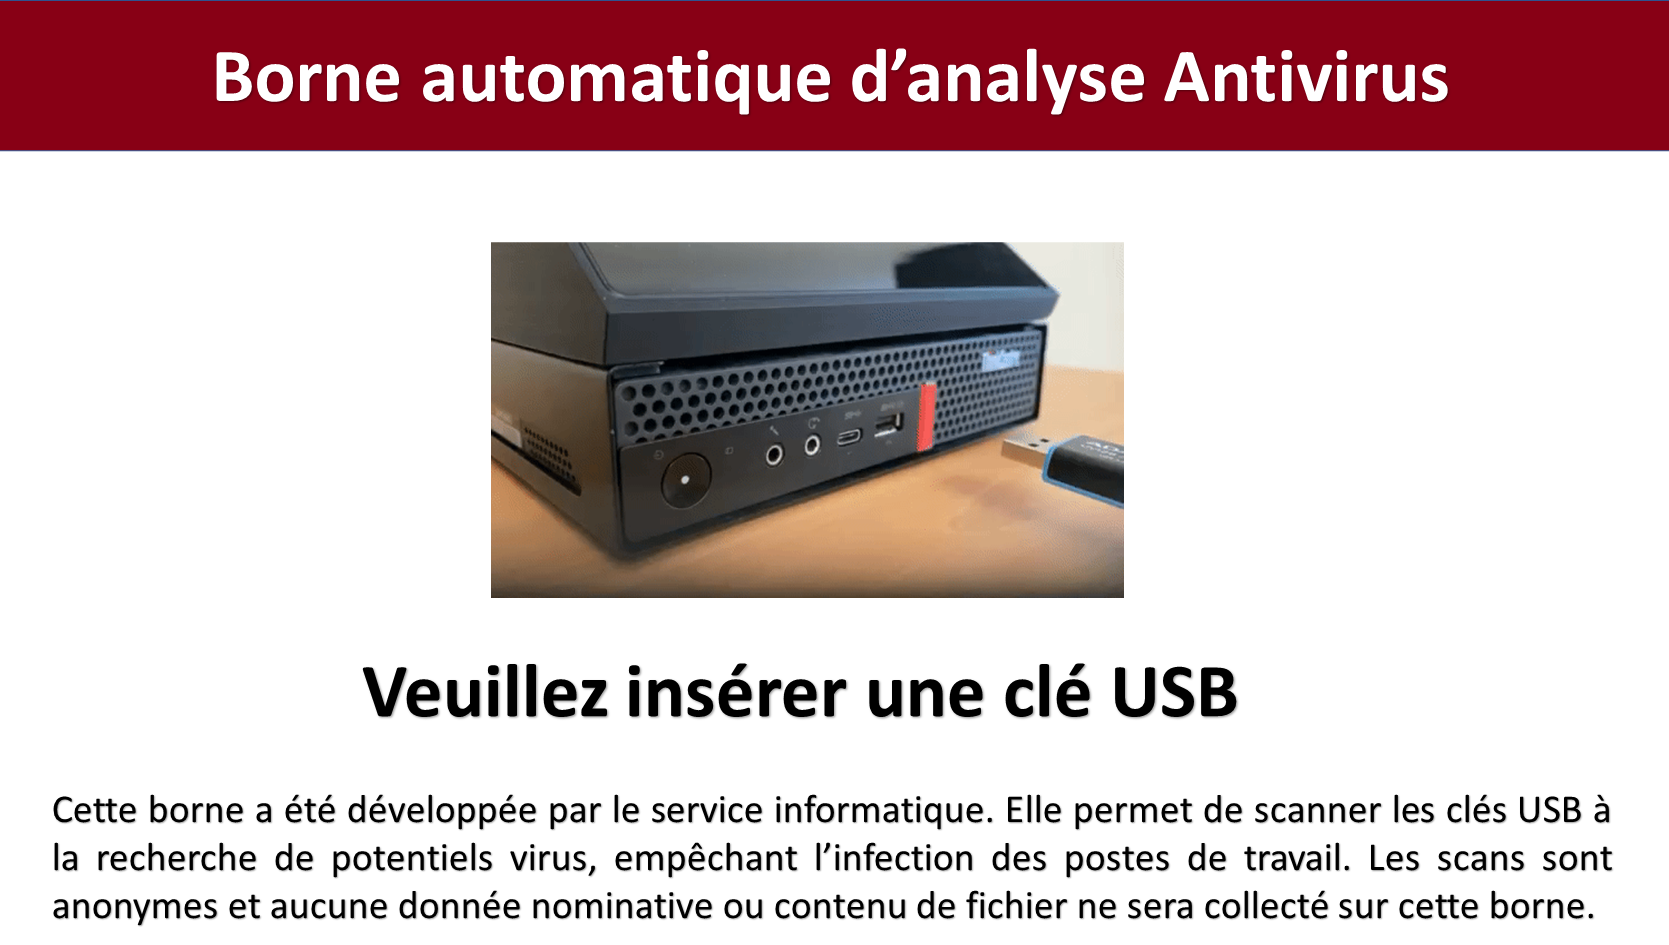 Borne automatique d’analyse Antivirus
Veuillez insérer une clé USB
Cette borne a été développée par le service informatique. Elle permet de scanner les clés USB à
la recherche de potentiels virus, empêchant l’infection des postes de travail. Les scans sont
anonymes et aucune donnée nominative ou contenu de fichier ne sera collecté sur cette borne.